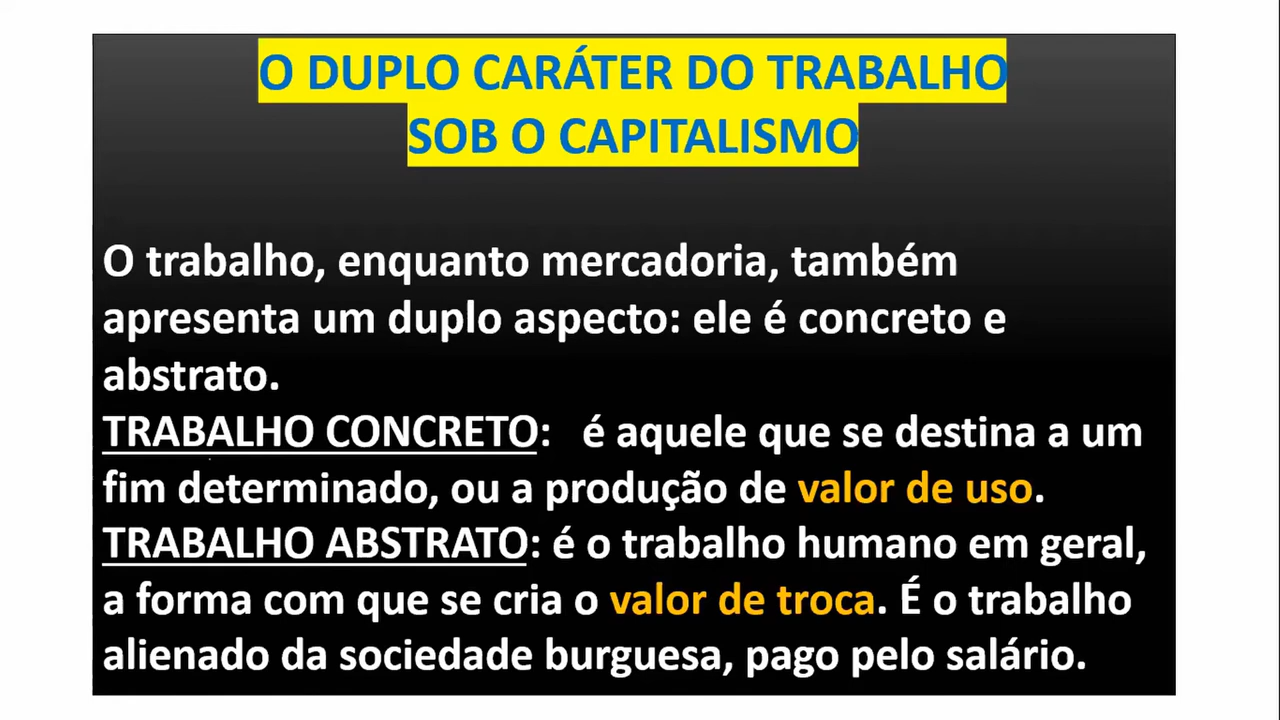 O DUPLO CARÁTER DO TRABALHO
SOB O CAPITALISMO
O trabalho, enquanto mercadoria, também
apresenta um duplo aspecto: ele é concreto e
abstrato.
TRABALHO CONCRETO: é aquele que se destina a um
fim determinado, ou a produção de valor de uso.
TRABALHO ABSTRATO: é o trabalho humano em geral,
a forma com que se cria o valor de troca. É o trabalho
alienado da sociedade burguesa, pago pelo salário.